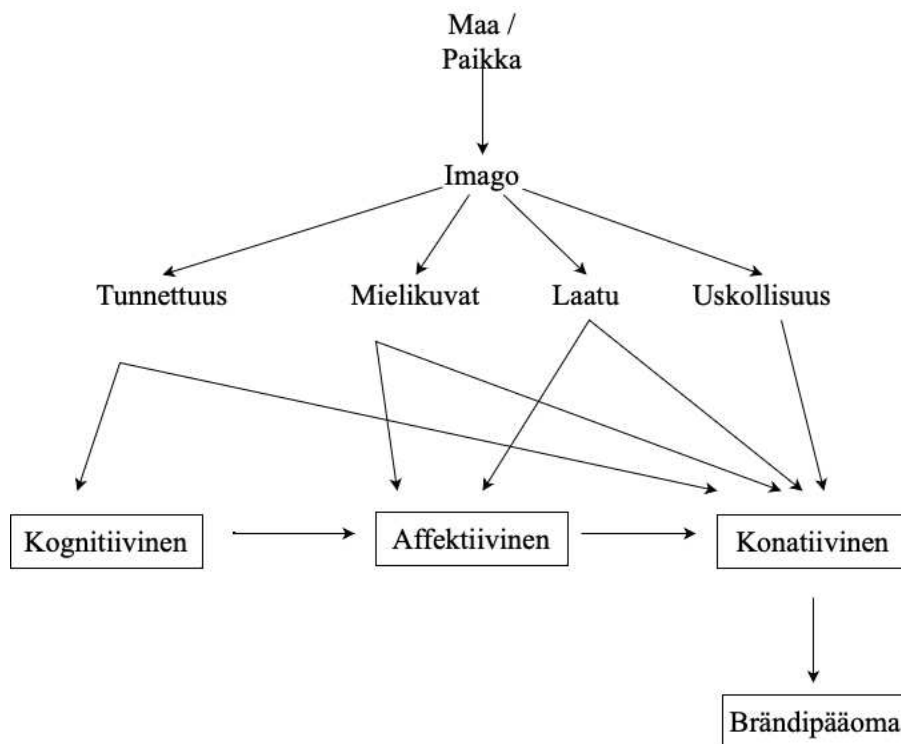 Maa /
Paikka
Imago
Tunnettuus
Mielikuvat
Laatu
Uskollisuus
Kognitiivinen
Affektiivinen
Konatiivinen
Brändipääoma